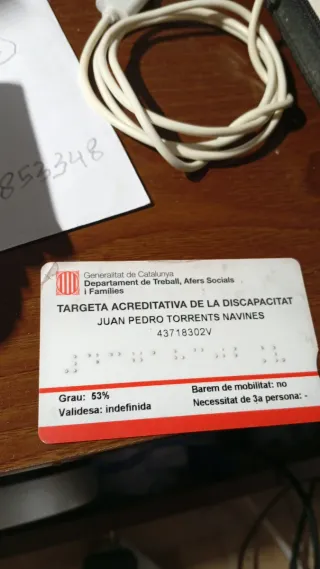 853348
Generalitat de Catalunya
Departament de Treball, Afers Socials
i Famílies
TARGETA ACREDITATIVA DE LA DISCAPACITAT
JUAN PEDRO TORRENTS NAVINES
43718302V
Grau: 53%
Barem de mobilitat: no
Validesa: indefinida
Necessitat de 3a persona: -